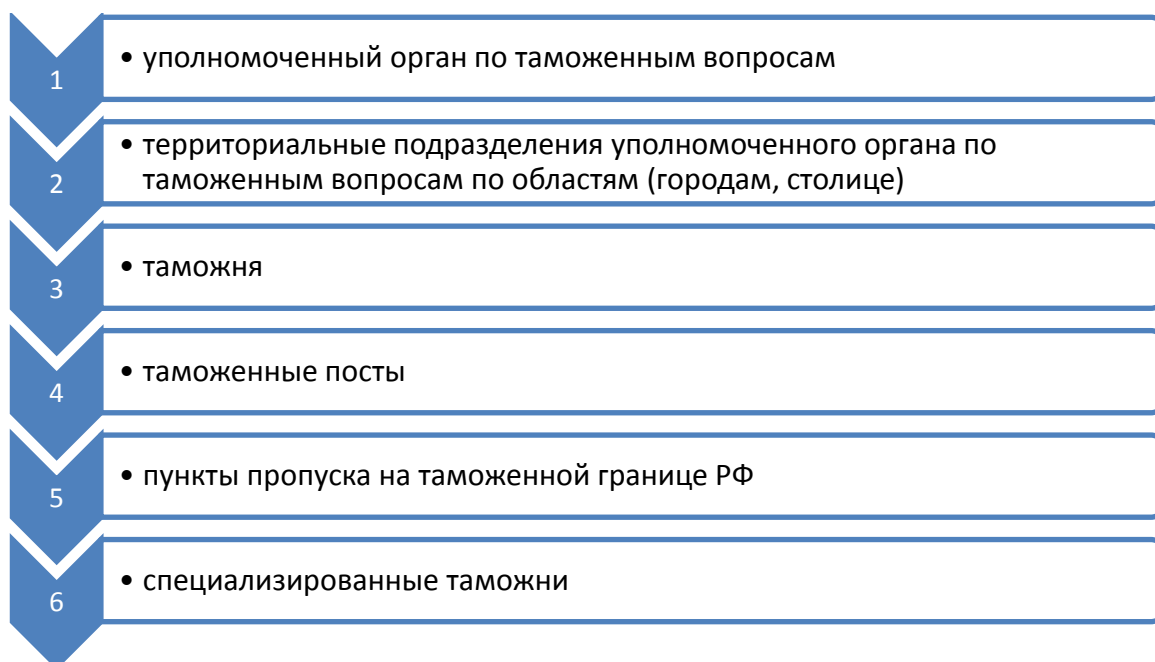 1
• уполномоченный орган по таможенным вопросам
2
• территориальные подразделения уполномоченного органа по
таможенным вопросам по областям (городам, столице)
3
• таможня
4
• таможенные посты
5
• пункты пропуска на таможенной границе РФ
6
• специализированные таможни